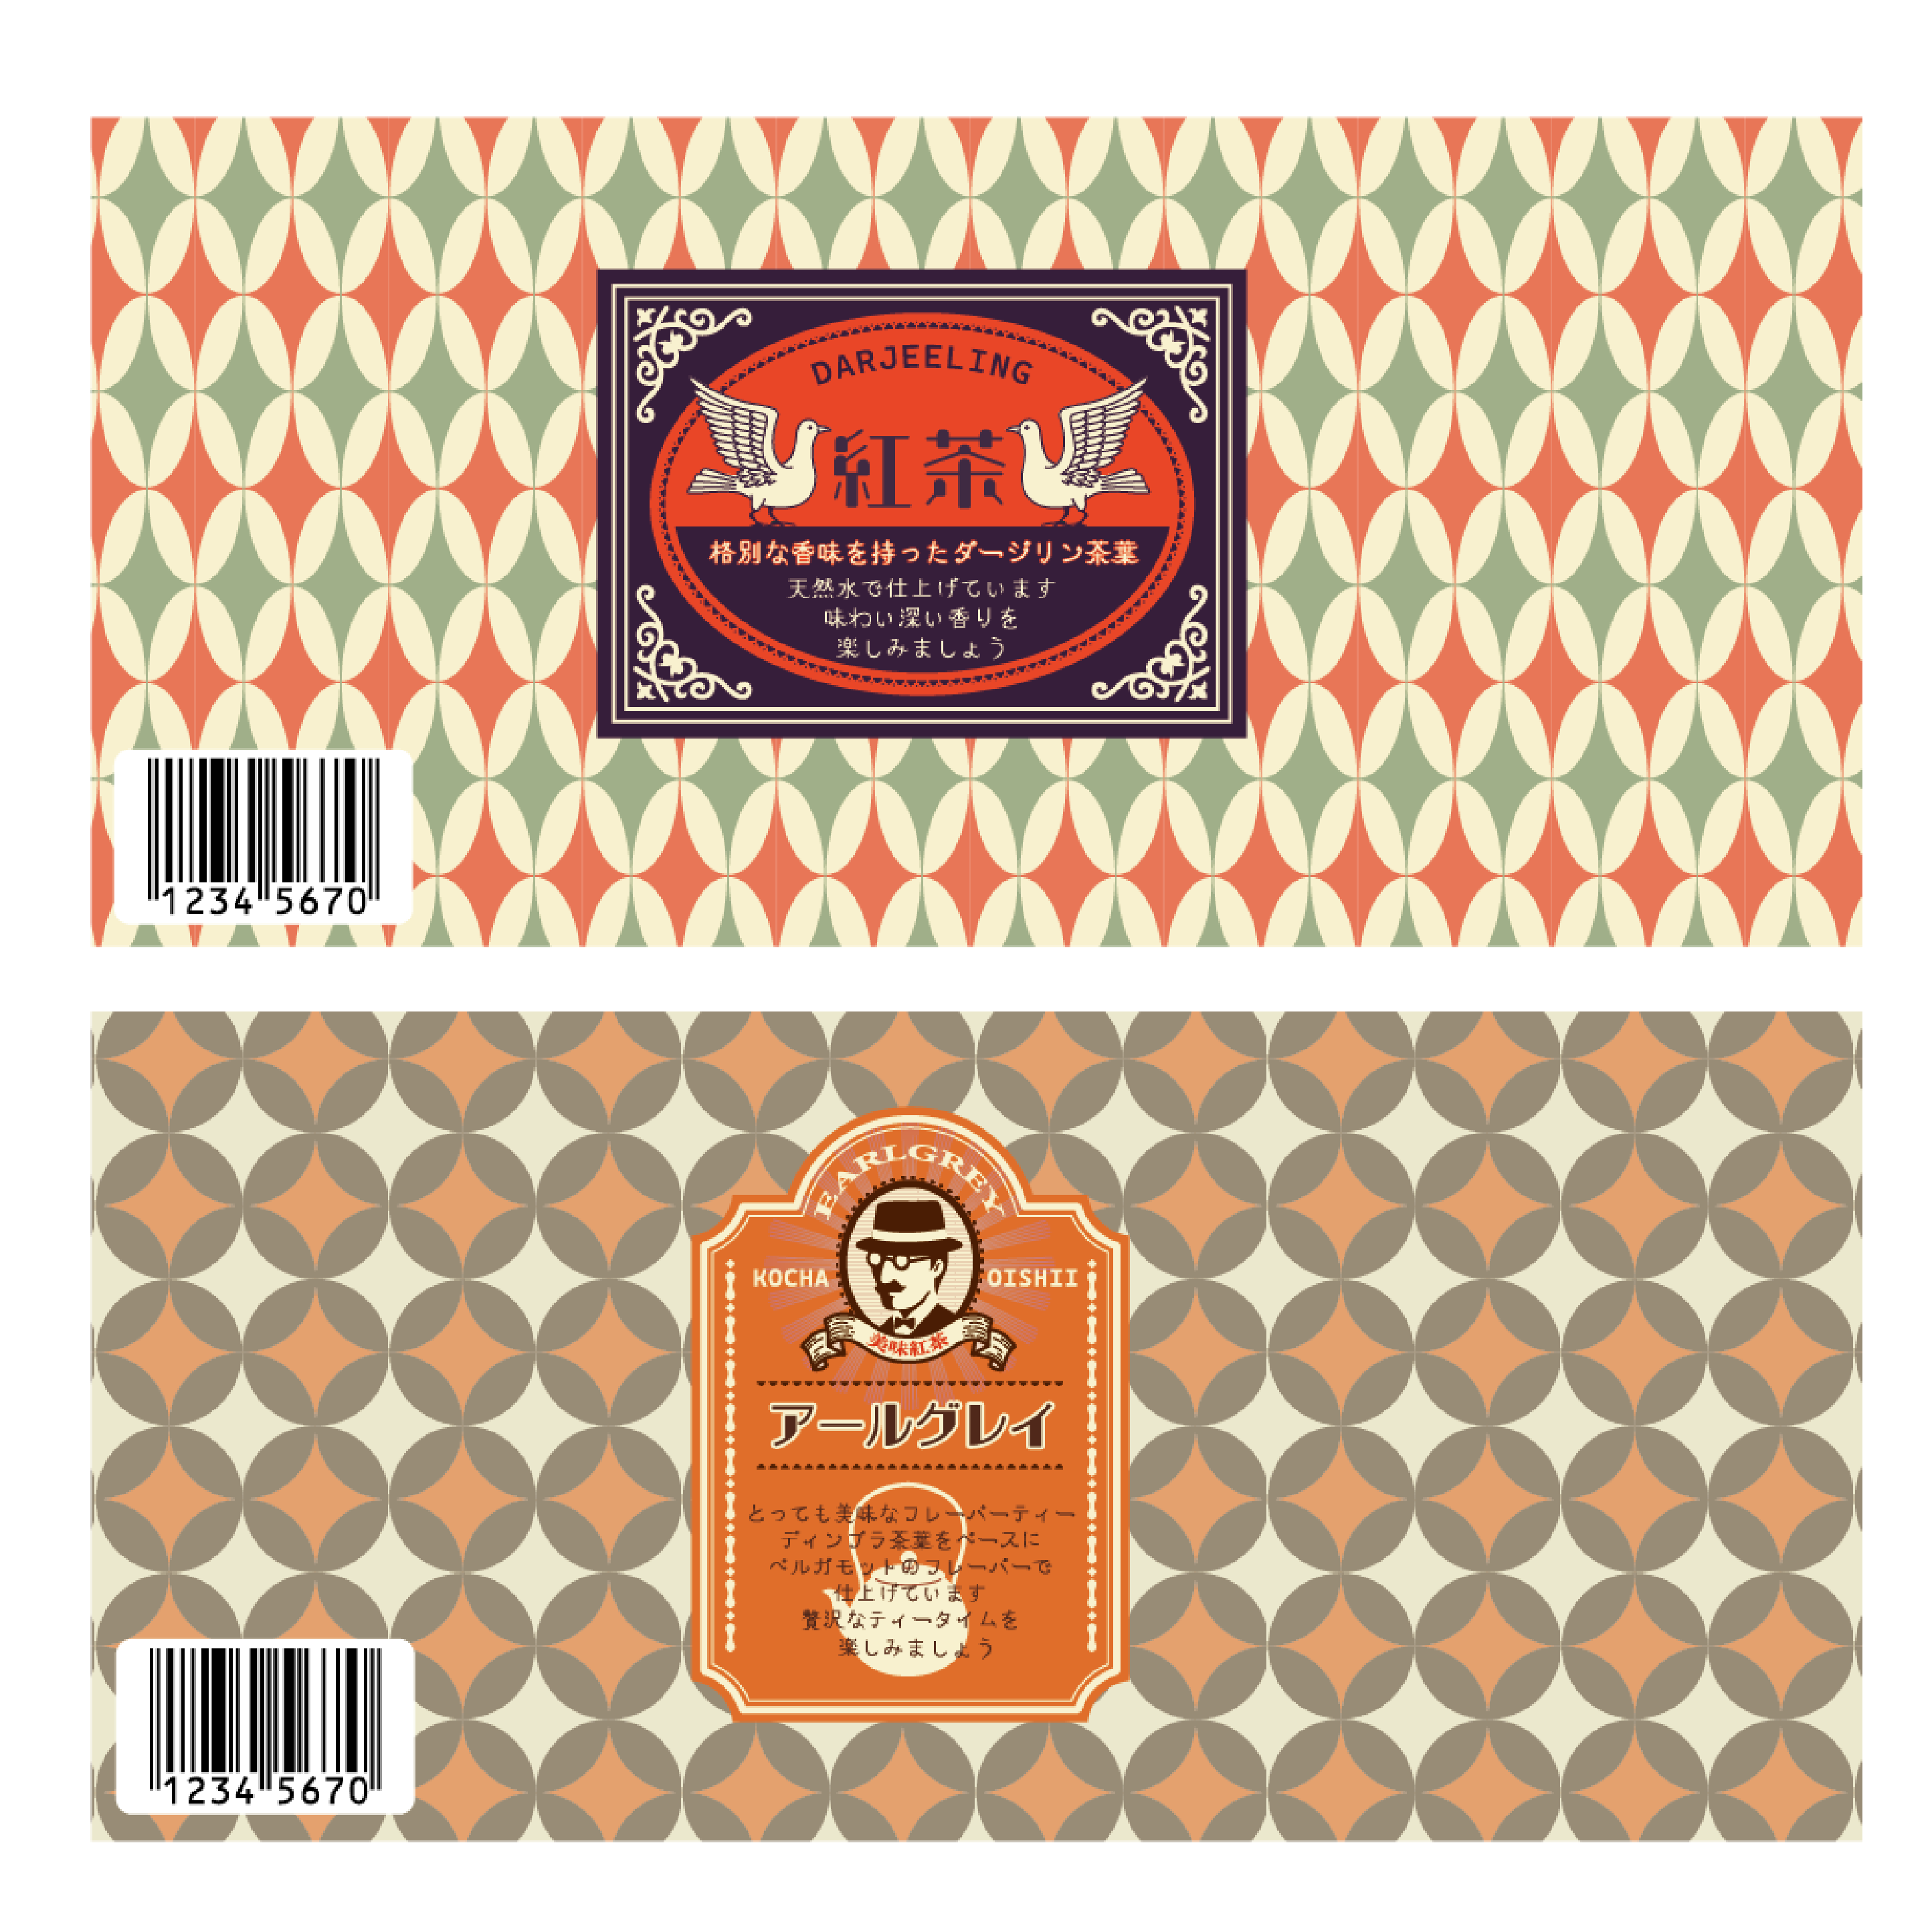 DARJEELING
紅茶
格別な香味を持ったダージリン茶葉
天然水で仕上げています
味わい深い香りを
楽しみましょう
1234 5670
EARLGREY
KOCHA OISHII
美味紅茶
アールグレイ
とっても美味なフレーバーティー
ディンブラ茶葉をベースに
ベルガモットのフレーバーで
仕上げています
贅沢なティータイムを
楽しみましょう
1234 5670